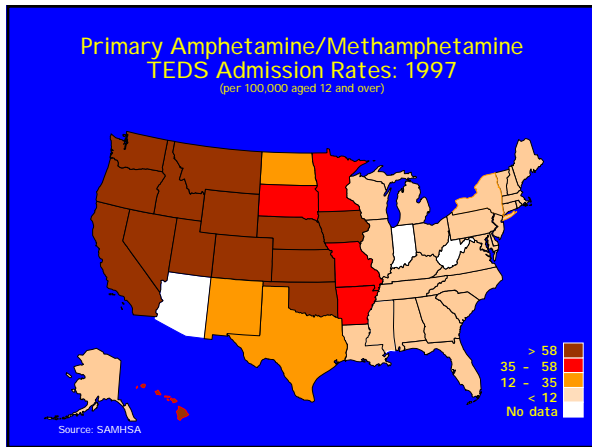 Primary Amphetamine/Methamphetamine
TEDS Admission Rates: 1997
(per 100,000 aged 12 and over)
> 58
35 - 58
12 - 35
< 12
No data
Source: SAMHSA